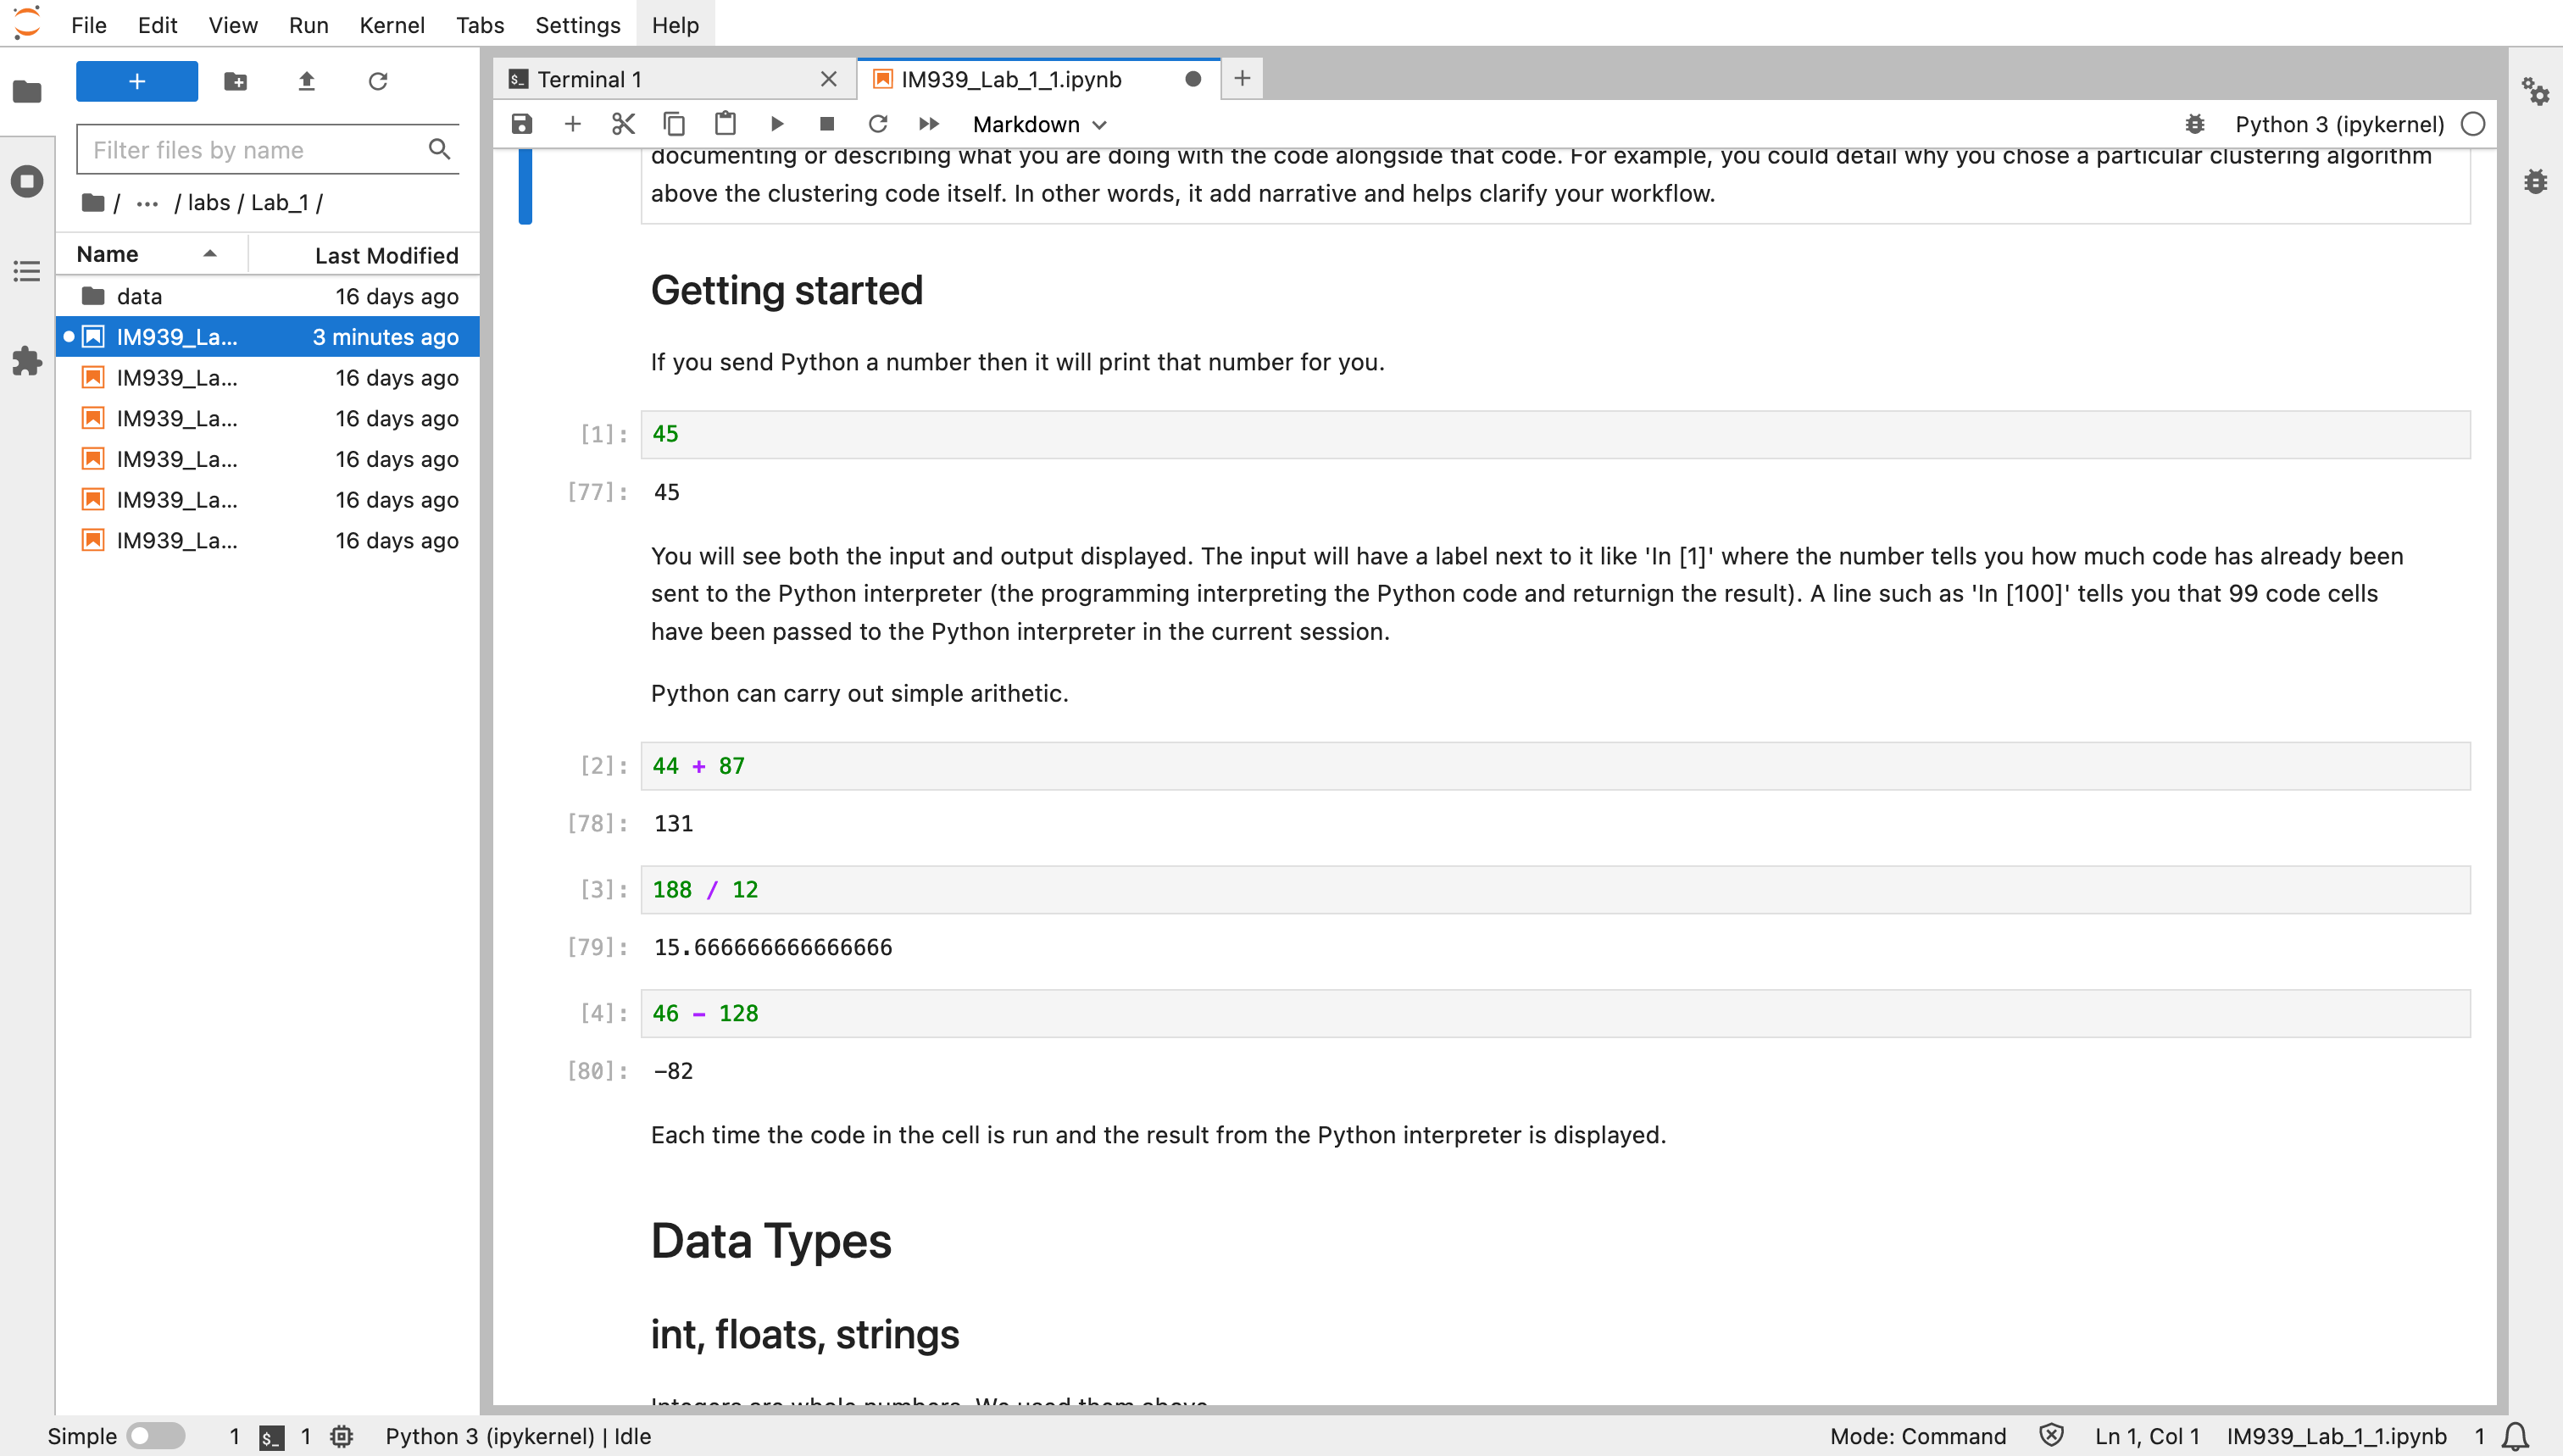 File Edit View Run Kernel Tabs Settings Help
Filter files by name
/ ... / labs / Lab_1 /
Name Last Modified
data 16 days ago
IM939_La... 3 minutes ago
IM939_La... 16 days ago
IM939_La... 16 days ago
IM939_La... 16 days ago
IM939_La... 16 days ago
IM939_La... 16 days ago
Terminal 1 IM939_Lab_1_1.ipynb
Markdown Python 3 (ipykernel)
documenting or describing what you are doing with the code alongside that code. For example, you could detail why you chose a particular clustering algorithm
above the clustering code itself. In other words, it add narrative and helps clarify your workflow.
Getting started
If you send Python a number then it will print that number for you.
[1]: 45
[77]: 45
You will see both the input and output displayed. The input will have a label next to it like 'In [1]' where the number tells you how much code has already been
sent to the Python interpreter (the programming interpreting the Python code and returnign the result). A line such as 'In [100]' tells you that 99 code cells
have been passed to the Python interpreter in the current session.
Python can carry out simple arithetic.
[2]: 44 + 87
[78]: 131
[3]: 188 / 12
[79]: 15.666666666666666
[4]: 46 - 128
[80]: -82
Each time the code in the cell is run and the result from the Python interpreter is displayed.
Data Types
int, floats, strings
Integers are whole numbers. We used them above.
Simple 1 $_ 1 Python 3 (ipykernel) | Idle Mode: Command Ln 1, Col 1 IM939_Lab_1_1.ipynb 1